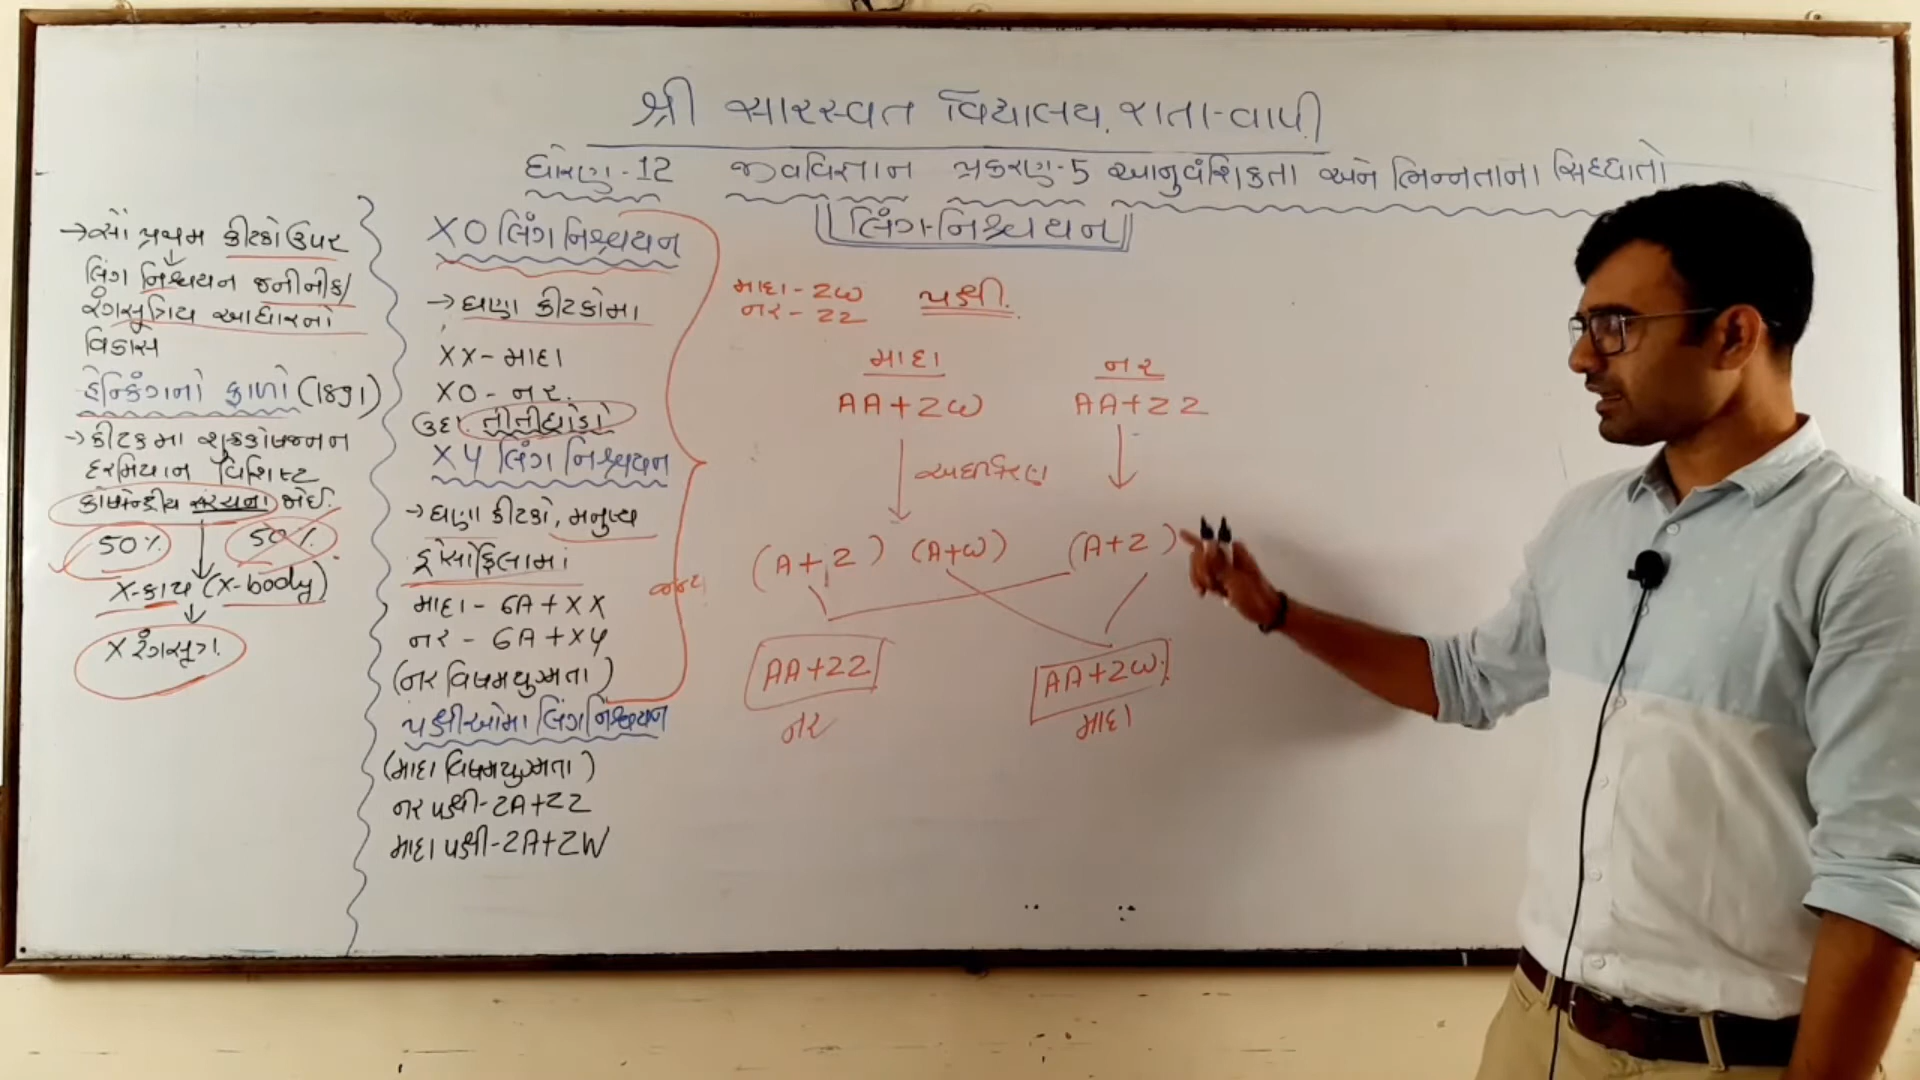 શ્રી સારસ્વત વિદ્યાલય, રાતા-વાપી
ધોરણ-12 જીવવિજ્ઞાન પ્રકરણ-5 આનુવંશિકતા અને ભિન્નતાના સિદ્ધાતો
લિંગ-નિશ્ચયન
→ સૌ પ્રથમ કીટકો ઉપર
લિંગ નિશ્ચયન જનીનીક/
રંગસૂત્રિય આધારનો
વિકાસ
હેન્કિંગનો ફાળો (1891)
→ કીટકમા શુક્રકોષજનન
દરમિયાન વિશિષ્ટ
કોષકેન્દ્રીય સંરચના જોઈ.
50% 50%
X-કાય (X-body)
X રંગસૂત્ર.
XO લિંગ નિશ્ચયન
→ ઘણા કીટકોમા
XX - માદા
XO - નર.
ઉદા. તીતીઘોડો
XY લિંગ નિશ્ચયન
→ ઘણા કીટકો, મનુષ્ય
ડ્રેસોફિલામાં
માદા - 6A + XX
નર - 6A + XY
(નર વિષમયુગ્મતા)
પક્ષીઓમા લિંગ નિશ્ચયન
(માદા વિષમયુગ્મતા)
નર પક્ષી - 2A + ZZ
માદા પક્ષી - 2A + ZW
માદા - ZW પક્ષી.
નર - ZZ
માદા નર
AA + ZW AA + ZZ
અર્ધીકરણ
(A + Z) (A + W) (A + Z)
AA + ZZ AA + ZW.
નર માદા